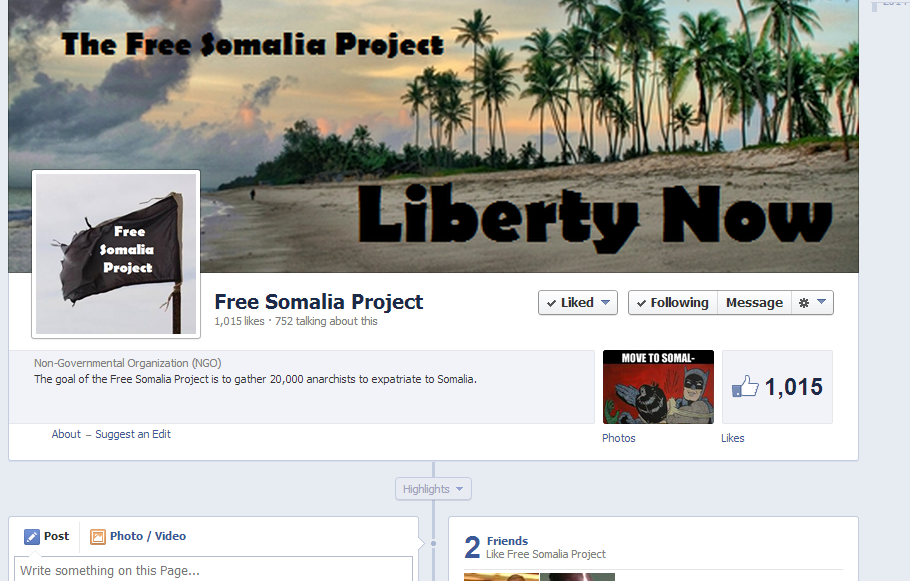 The Free Somalia Project
Liberty Now
Free
Somalia
Project
Free Somalia Project
1,015 likes · 752 talking about this
Liked
Following
Message
Non-Governmental Organization (NGO)
The goal of the Free Somalia Project is to gather 20,000 anarchists to expatriate to Somalia.
MOVE TO SOMAL-
1,015
About – Suggest an Edit
Photos
Likes
Highlights
Post
Photo / Video
Write something on this Page...
2 Friends
Like Free Somalia Project